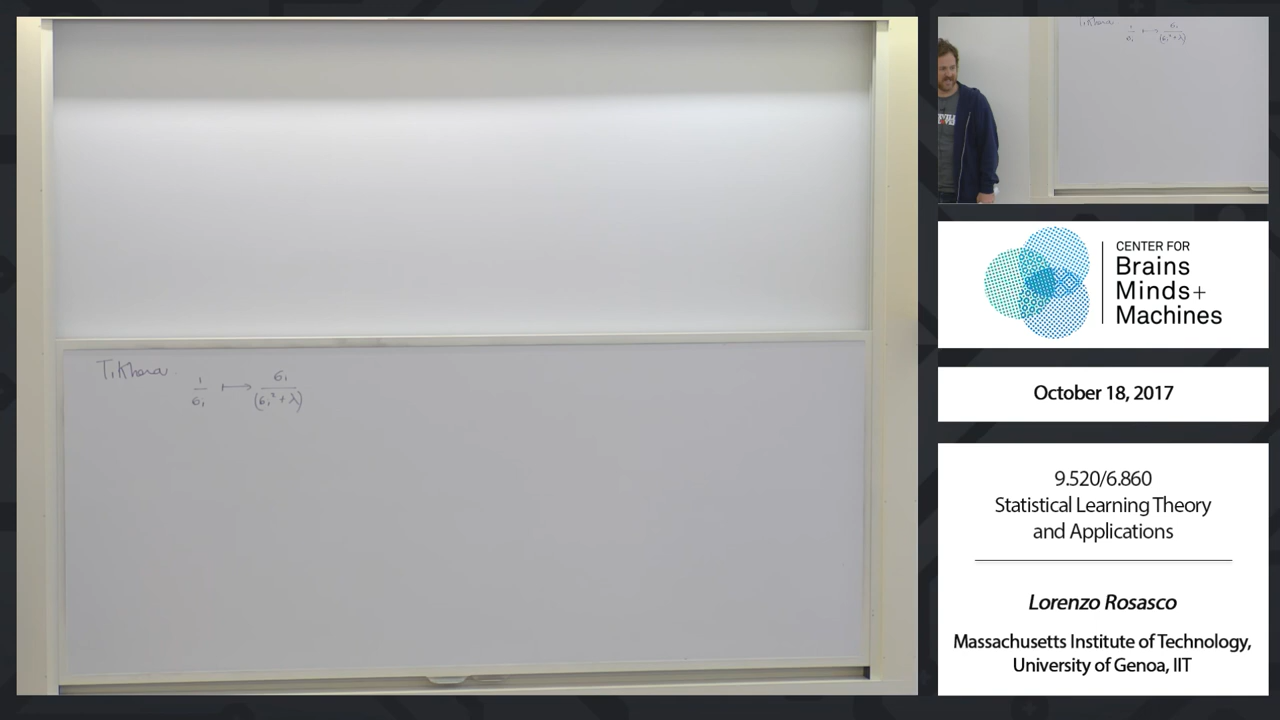 Tikhono
1/σᵢ ⟼ σᵢ/(σᵢ² + λ)
CENTER FOR
Brains
Minds+
Machines
October 18, 2017
9.520/6.860
Statistical Learning Theory
and Applications
Lorenzo Rosasco
Massachusetts Institute of Technology,
University of Genoa, IIT